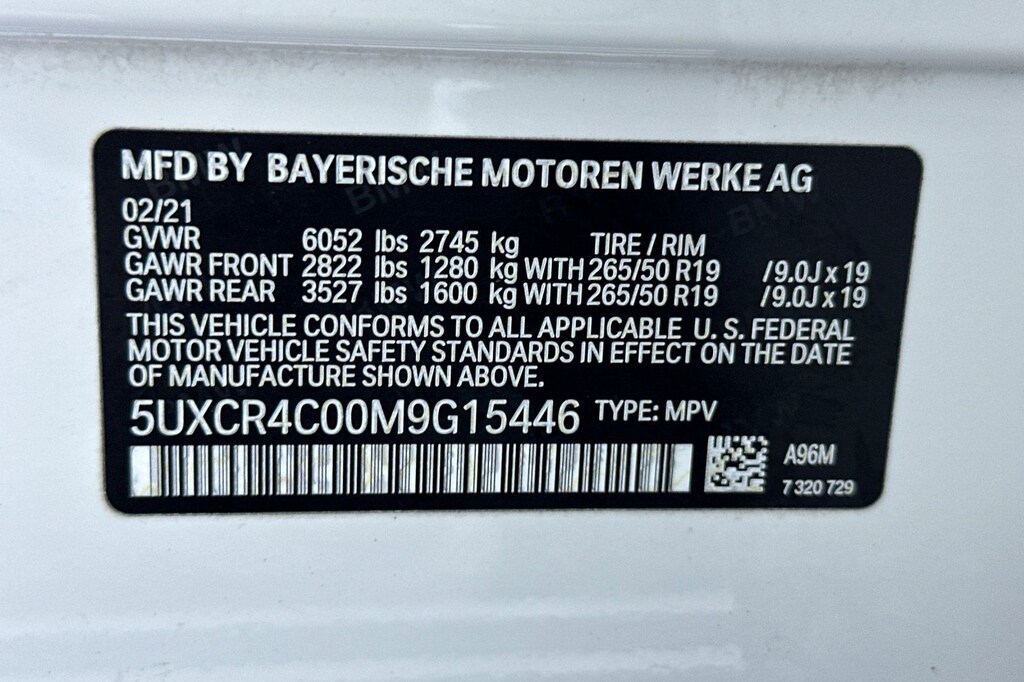 MFD BY BAYERISCHE MOTOREN WERKE AG
02/21
GVWR 6052 lbs 2745 kg TIRE / RIM
GAWR FRONT 2822 lbs 1280 kg WITH 265/50 R19 /9.0J x 19
GAWR REAR 3527 lbs 1600 kg WITH 265/50 R19 /9.0J x 19
THIS VEHICLE CONFORMS TO ALL APPLICABLE U. S. FEDERAL
MOTOR VEHICLE SAFETY STANDARDS IN EFFECT ON THE DATE
OF MANUFACTURE SHOWN ABOVE.
5UXCR4C00M9G15446 TYPE: MPV
A96M
7 320 729